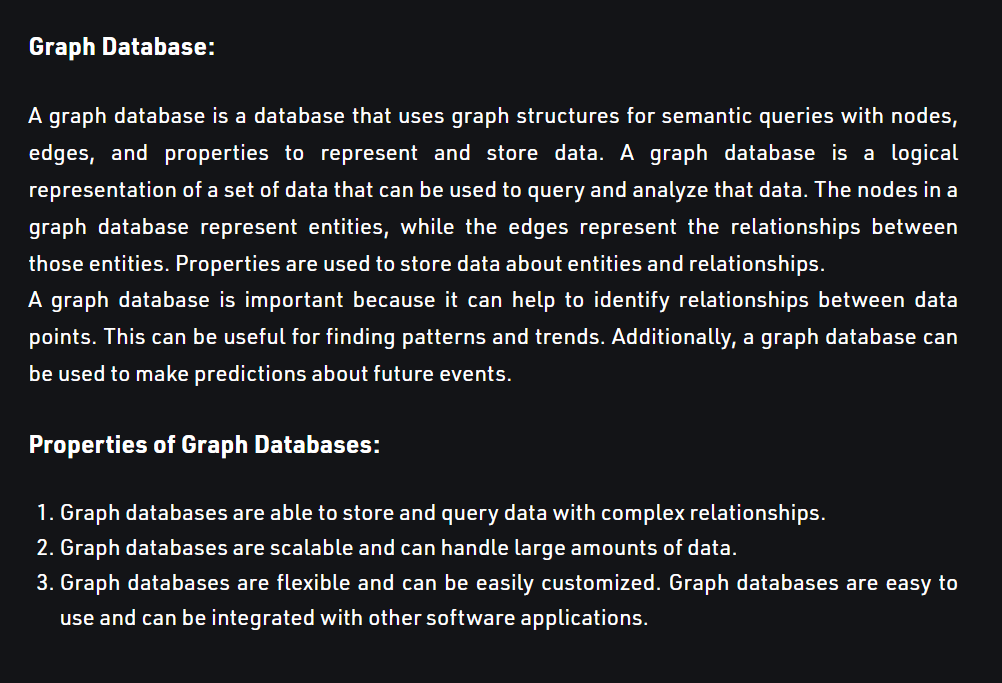 Graph Database:
A graph database is a database that uses graph structures for semantic queries with nodes,
edges, and properties to represent and store data. A graph database is a logical
representation of a set of data that can be used to query and analyze that data. The nodes in a
graph database represent entities, while the edges represent the relationships between
those entities. Properties are used to store data about entities and relationships.
A graph database is important because it can help to identify relationships between data
points. This can be useful for finding patterns and trends. Additionally, a graph database can
be used to make predictions about future events.
Properties of Graph Databases:
1. Graph databases are able to store and query data with complex relationships.
2. Graph databases are scalable and can handle large amounts of data.
3. Graph databases are flexible and can be easily customized. Graph databases are easy to
use and can be integrated with other software applications.